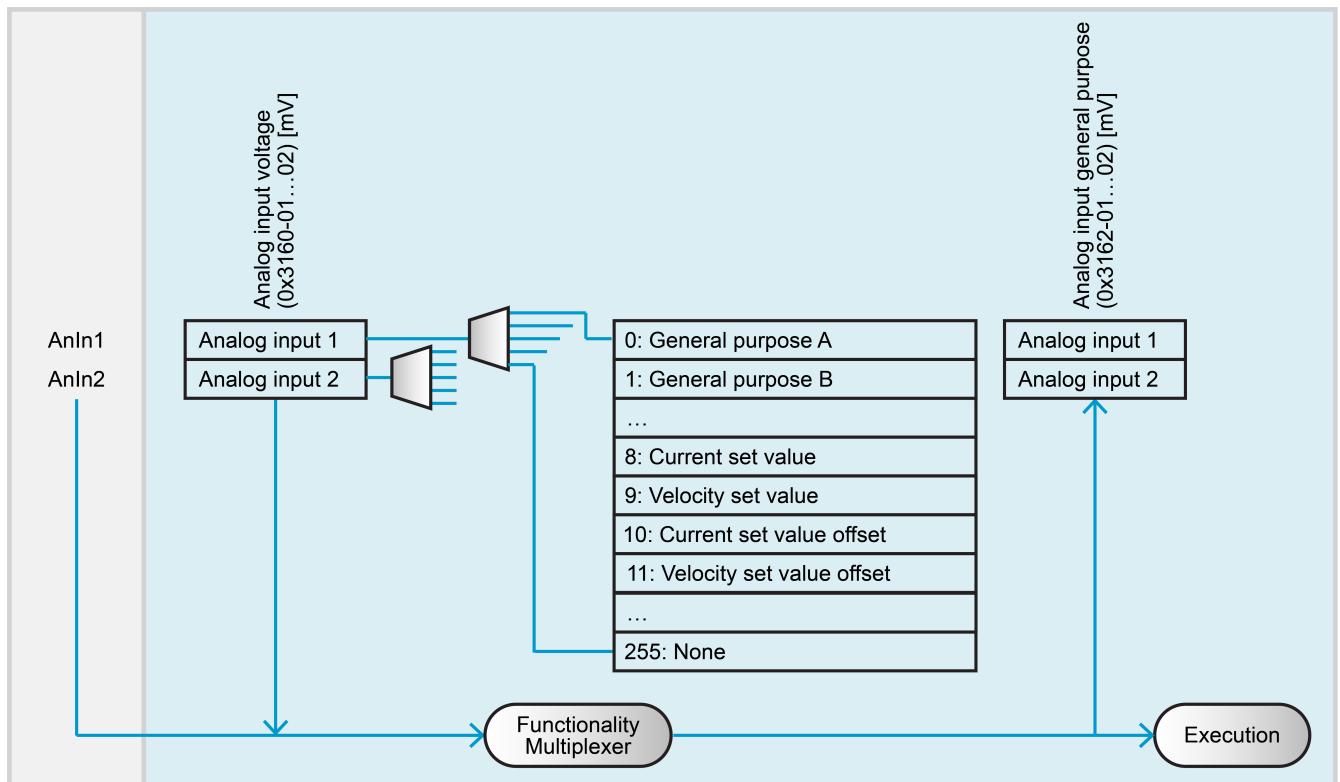 Analog input voltage
(0x3160-01…02) [mV]
Analog input general purpose
(0x3162-01…02) [mV]
AnIn1
AnIn2
Analog input 1
Analog input 2
0: General purpose A
1: General purpose B
…
8: Current set value
9: Velocity set value
10: Current set value offset
11: Velocity set value offset
…
255: None
Analog input 1
Analog input 2
Functionality
Multiplexer
Execution